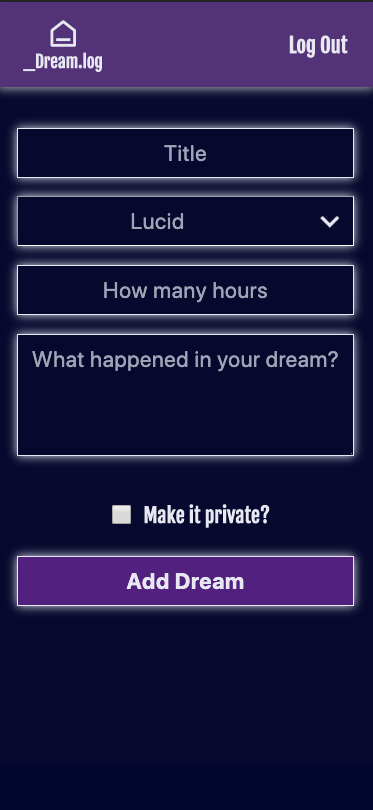 _Dream.log
Log Out
Title
Lucid
How many hours
What happened in your dream?
Make it private?
Add Dream